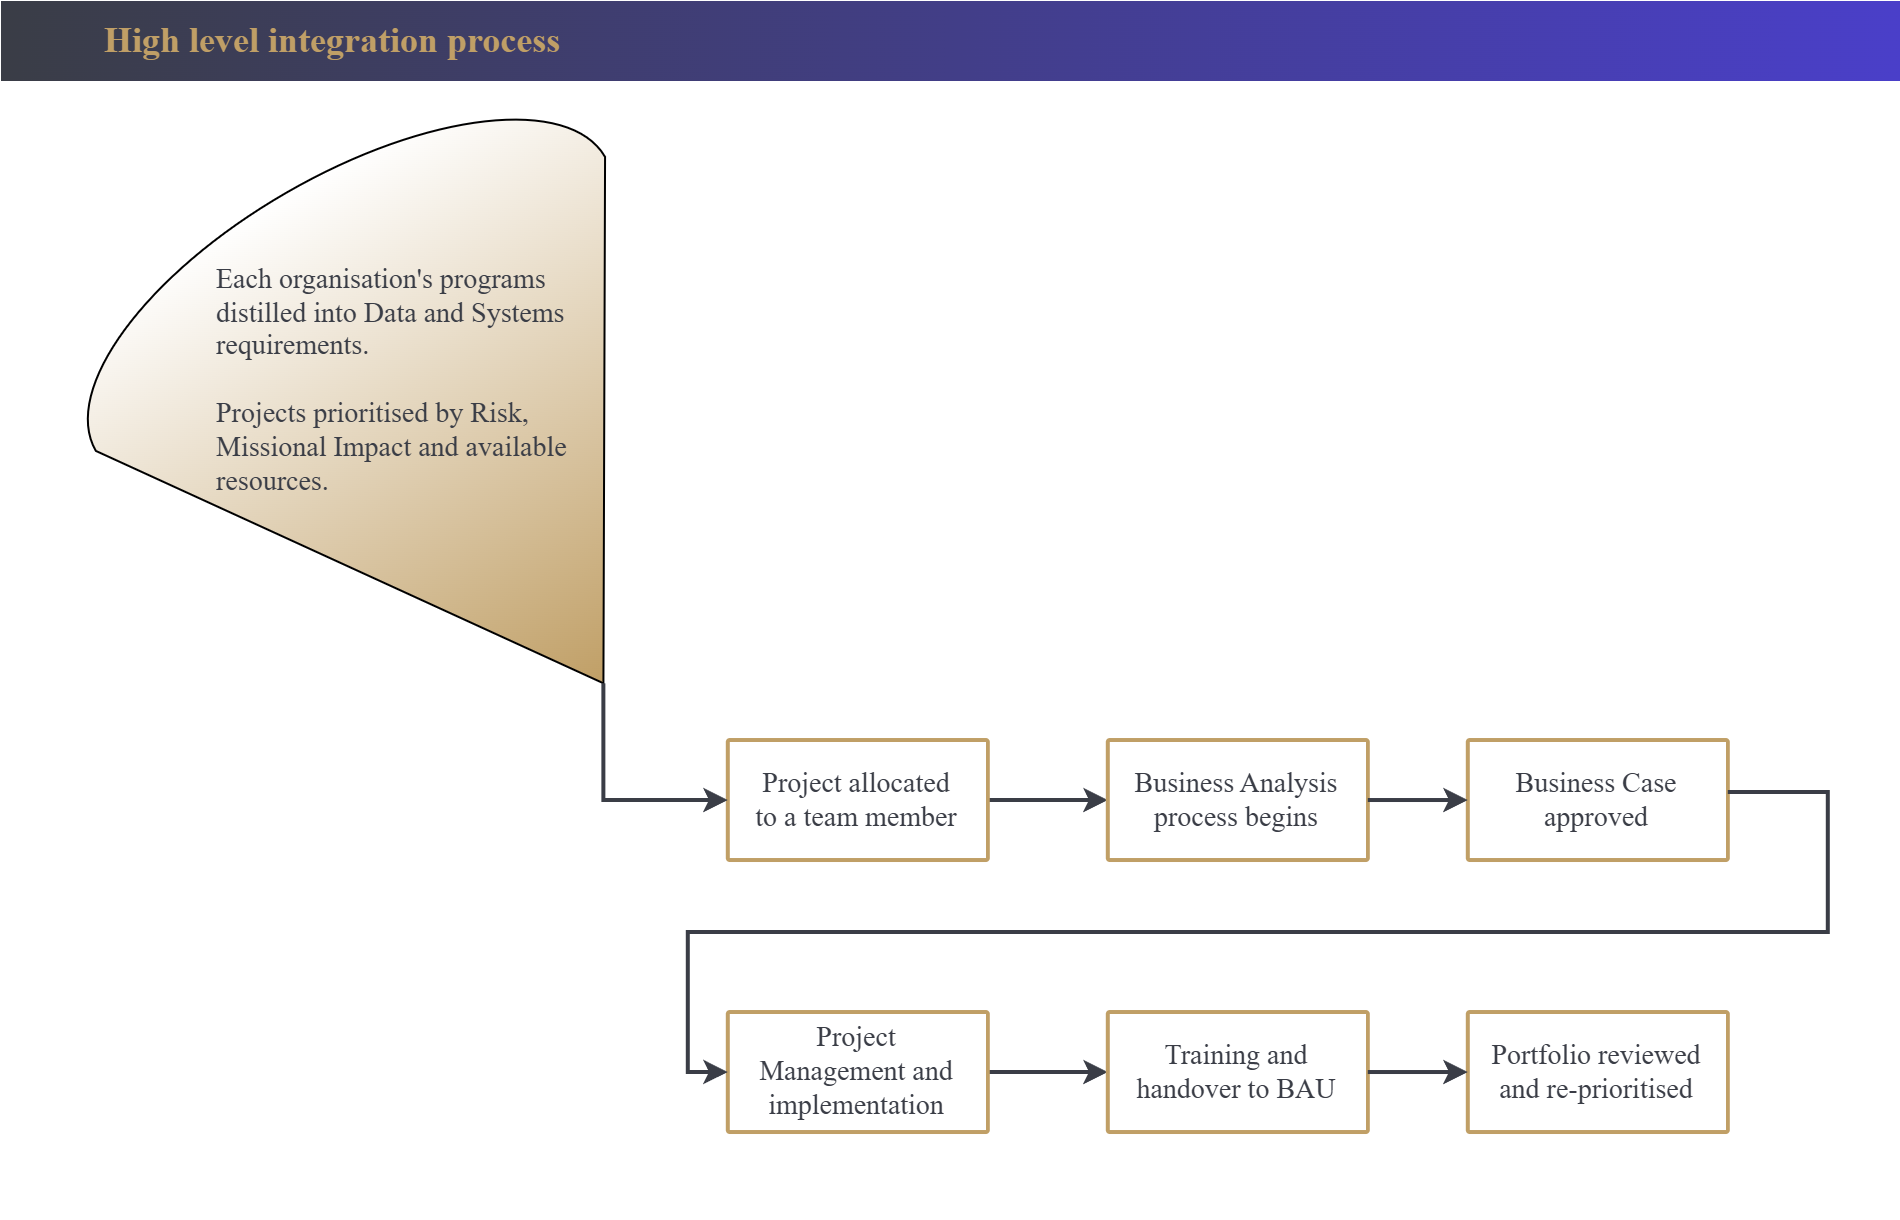 High level integration process
Each organisation's programs
distilled into Data and Systems
requirements.
Projects prioritised by Risk,
Missional Impact and available
resources.
Project allocated
to a team member
Business Analysis
process begins
Business Case
approved
Project
Management and
implementation
Training and
handover to BAU
Portfolio reviewed
and re-prioritised